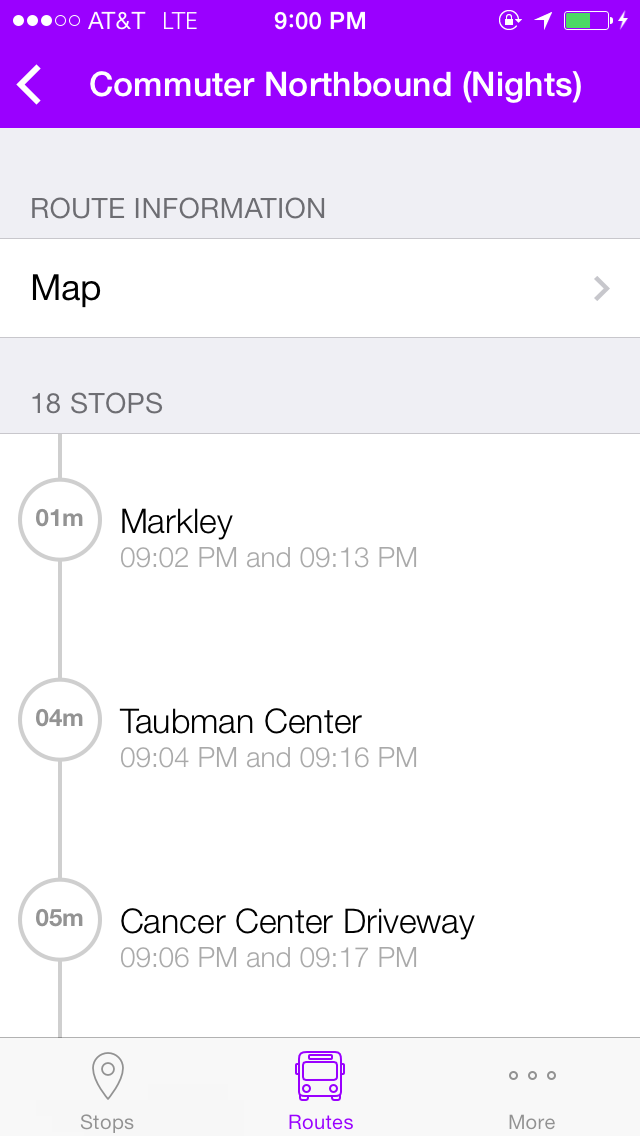 AT&T LTE 9:00 PM
Commuter Northbound (Nights)
ROUTE INFORMATION
Map
18 STOPS
01m
Markley
09:02 PM and 09:13 PM
04m
Taubman Center
09:04 PM and 09:16 PM
05m
Cancer Center Driveway
09:06 PM and 09:17 PM
Stops Routes More